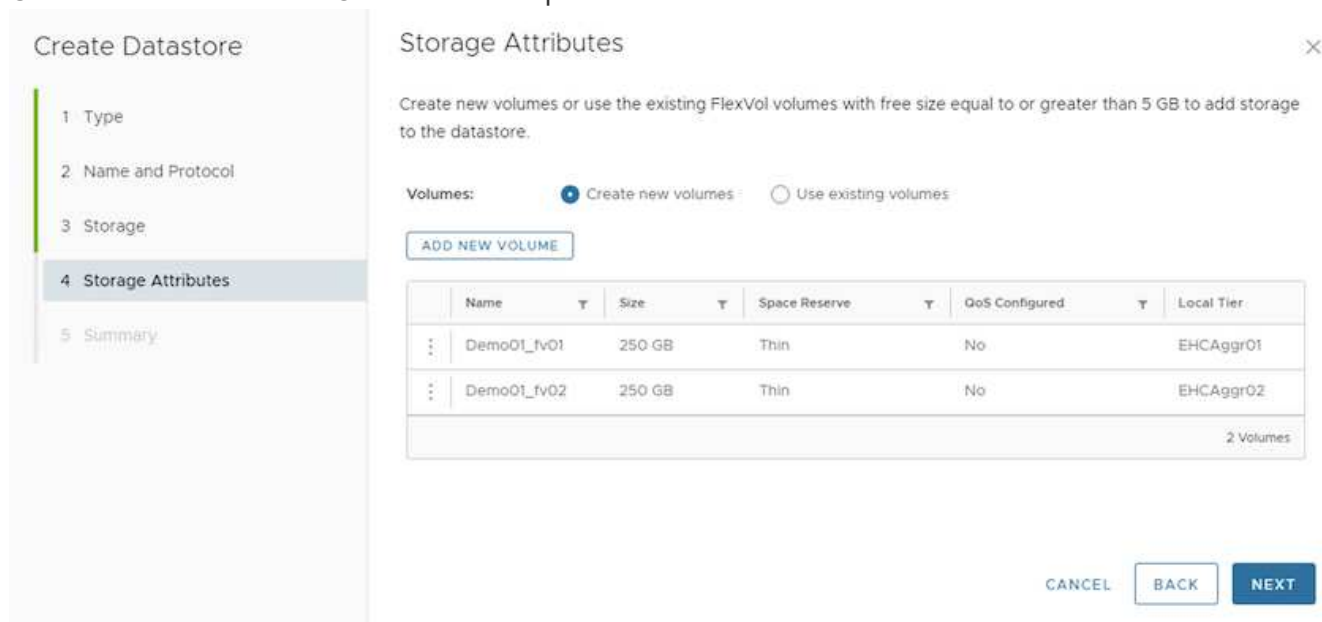 Create Datastore
1 Type
2 Name and Protocol
3 Storage
4 Storage Attributes
5 Summary
Storage Attributes
Create new volumes or use the existing FlexVol volumes with free size equal to or greater than 5 GB to add storage
to the datastore.
Volumes: Create new volumes Use existing volumes
ADD NEW VOLUME
Name Size Space Reserve QoS Configured Local Tier
Demo01_fv01 250 GB Thin No EHCAggr01
Demo01_fv02 250 GB Thin No EHCAggr02
2 Volumes
CANCEL BACK NEXT